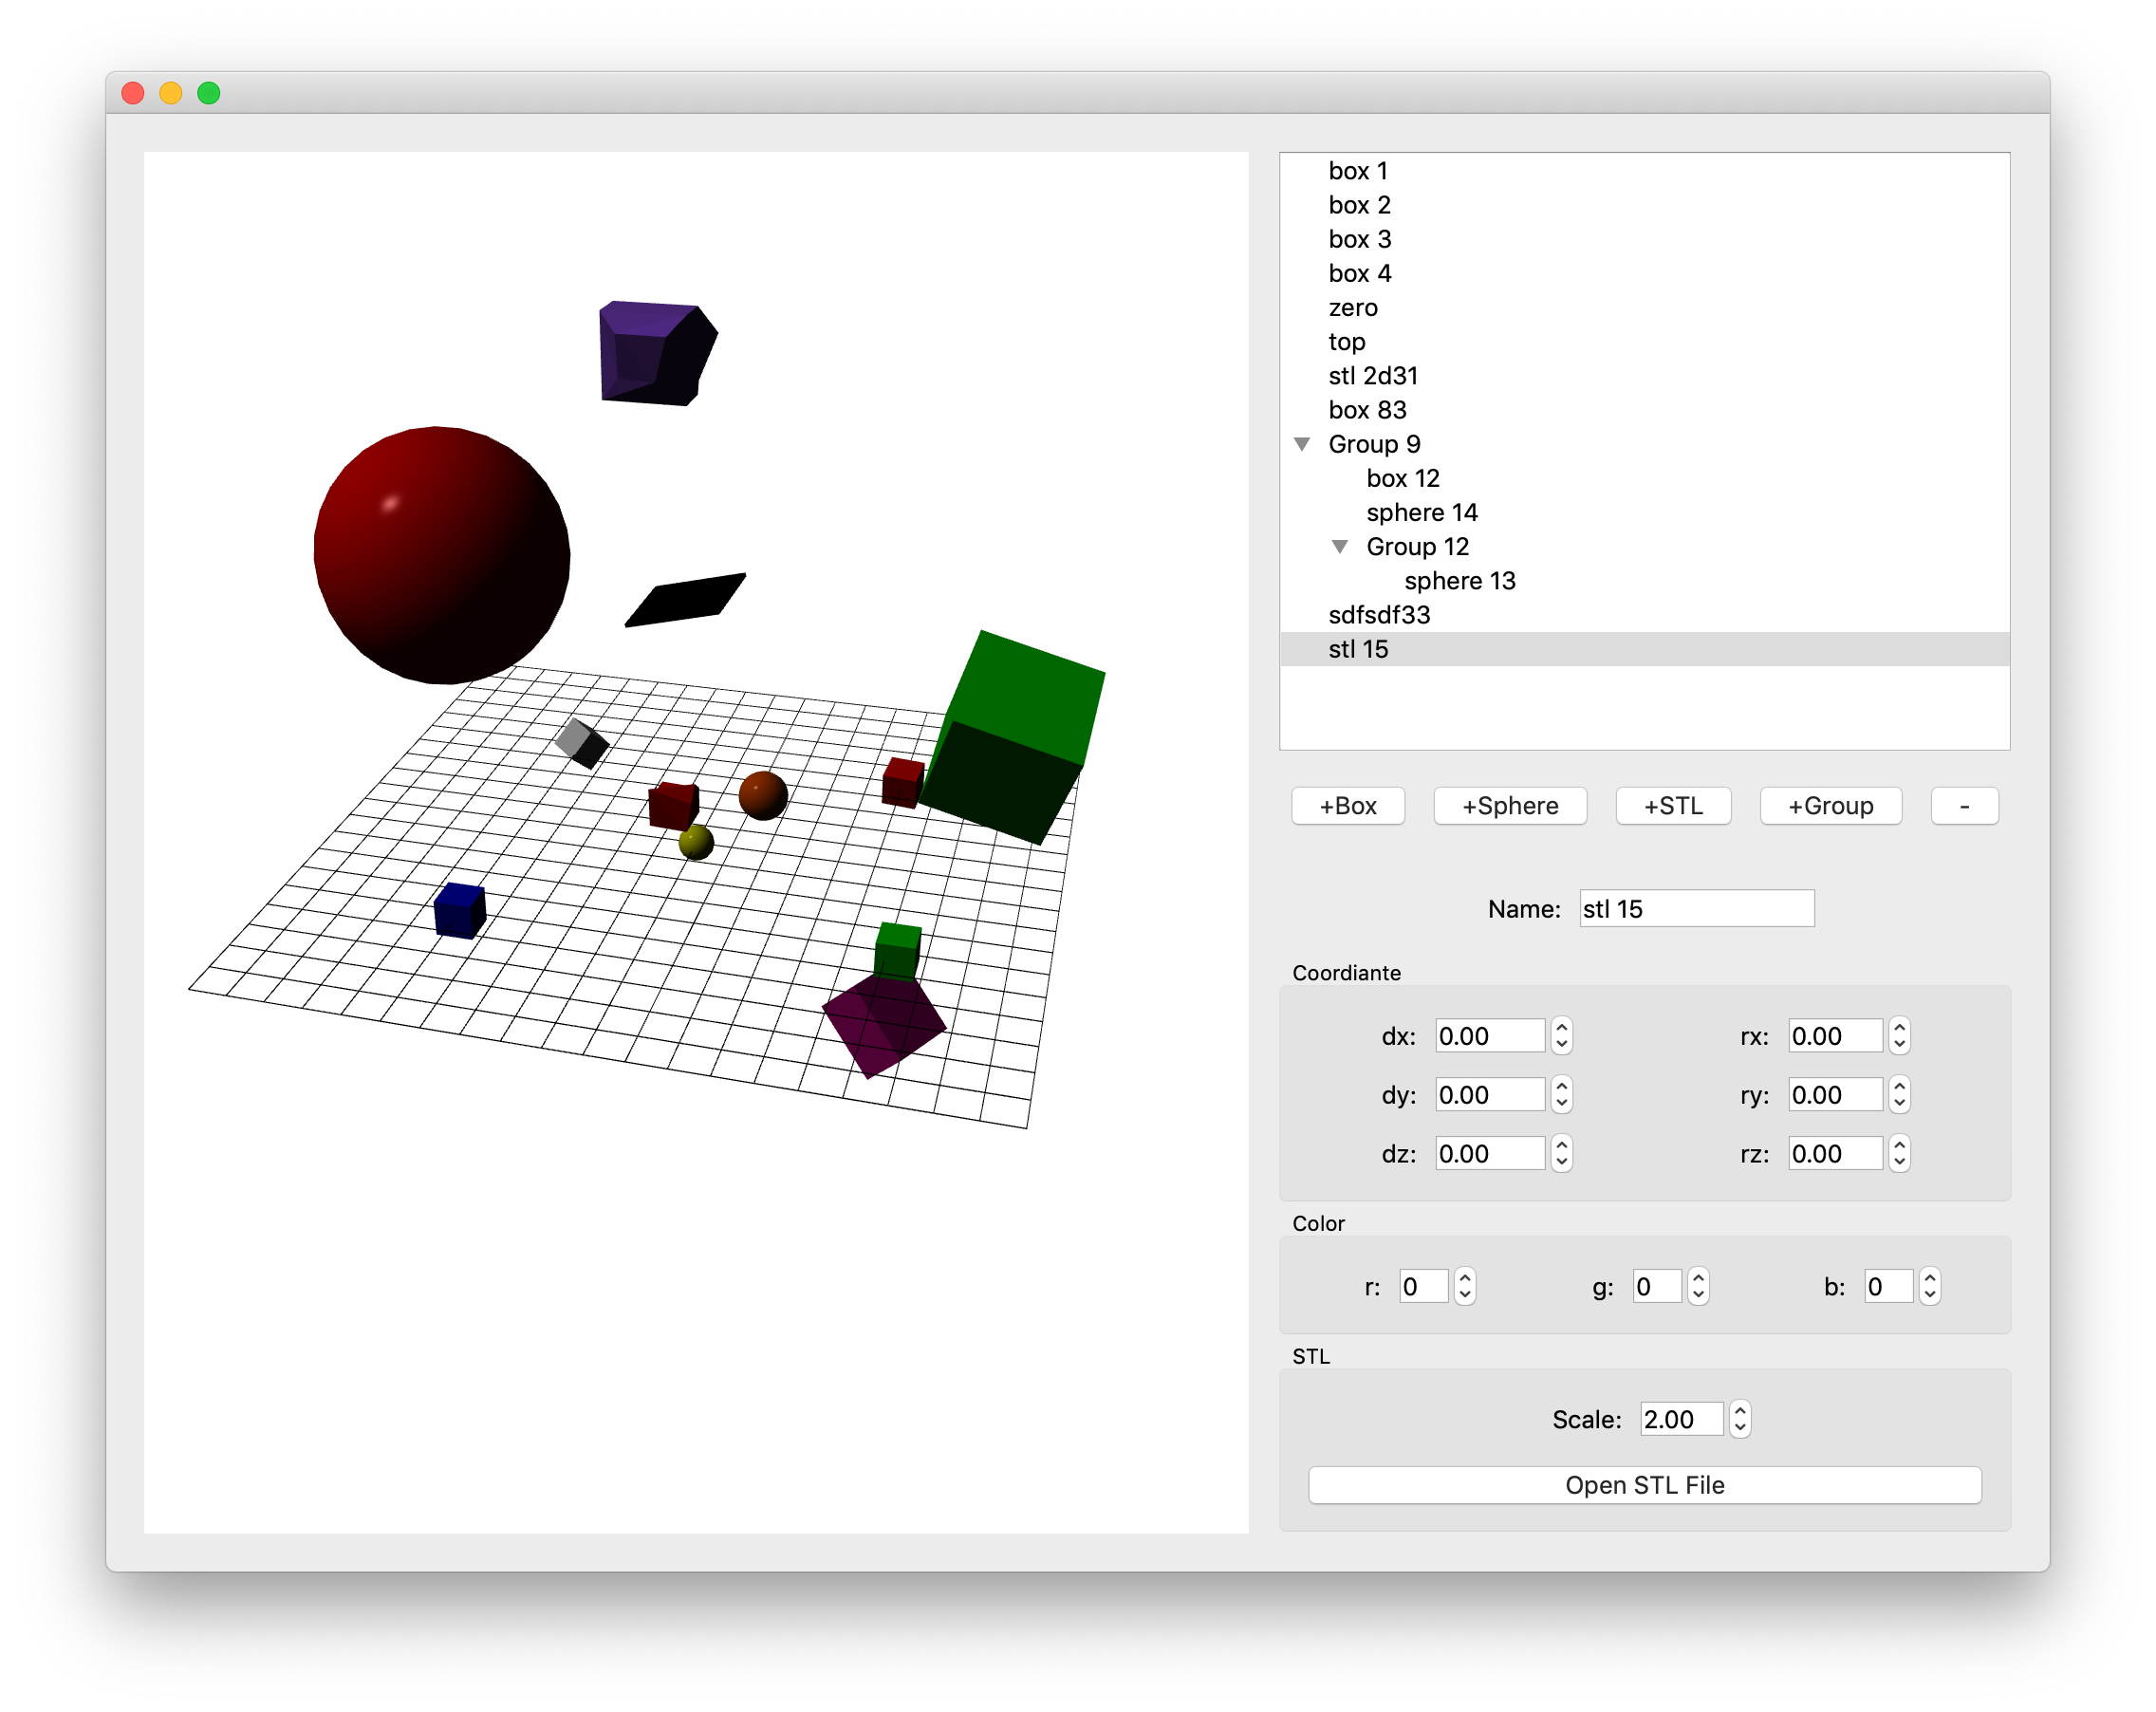 box 1
box 2
box 3
box 4
zero
top
stl 2d31
box 83
Group 9
box 12
sphere 14
Group 12
sphere 13
sdfsdf33
stl 15
+Box +Sphere +STL +Group -
Name: stl 15
Coordiante
dx: 0.00 rx: 0.00
dy: 0.00 ry: 0.00
dz: 0.00 rz: 0.00
Color
r: 0 g: 0 b: 0
STL
Scale: 2.00
Open STL File